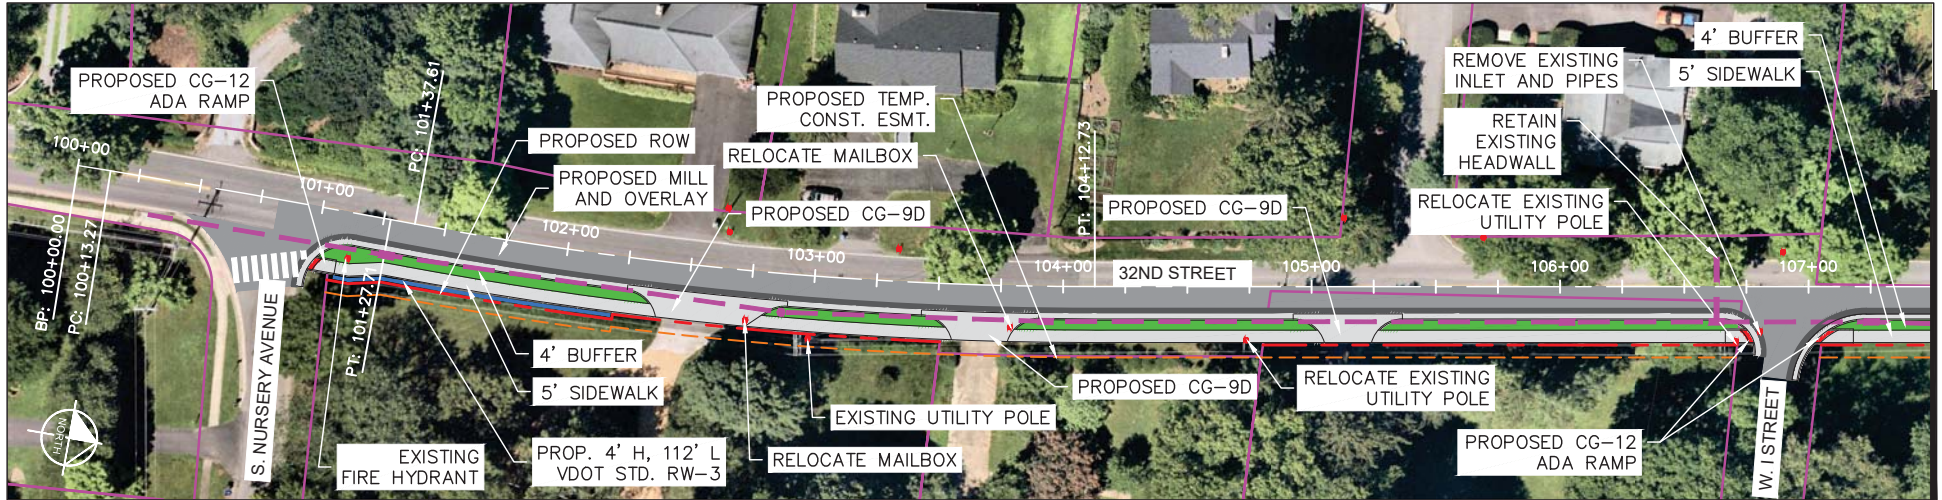 PROPOSED CG-12
ADA RAMP
PC: 101+37.61
PROPOSED ROW
PROPOSED MILL
AND OVERLAY
PROPOSED TEMP.
CONST. ESMT.
RELOCATE MAILBOX
PROPOSED CG-9D
PT: 104+12.73
PROPOSED CG-9D
REMOVE EXISTING
INLET AND PIPES
RETAIN
EXISTING
HEADWALL
RELOCATE EXISTING
UTILITY POLE
4' BUFFER
5' SIDEWALK
100+00
101+00
102+00
103+00
104+00
32ND STREET
105+00
106+00
107+00
BP: 100+00.00
PC: 100+13.27
PT: 101+27.71
S. NURSERY AVENUE
NORTH
EXISTING
FIRE HYDRANT
4' BUFFER
5' SIDEWALK
PROP. 4' H, 112' L
VDOT STD. RW-3
RELOCATE MAILBOX
EXISTING UTILITY POLE
PROPOSED CG-9D
RELOCATE EXISTING
UTILITY POLE
PROPOSED CG-12
ADA RAMP
W. I STREET